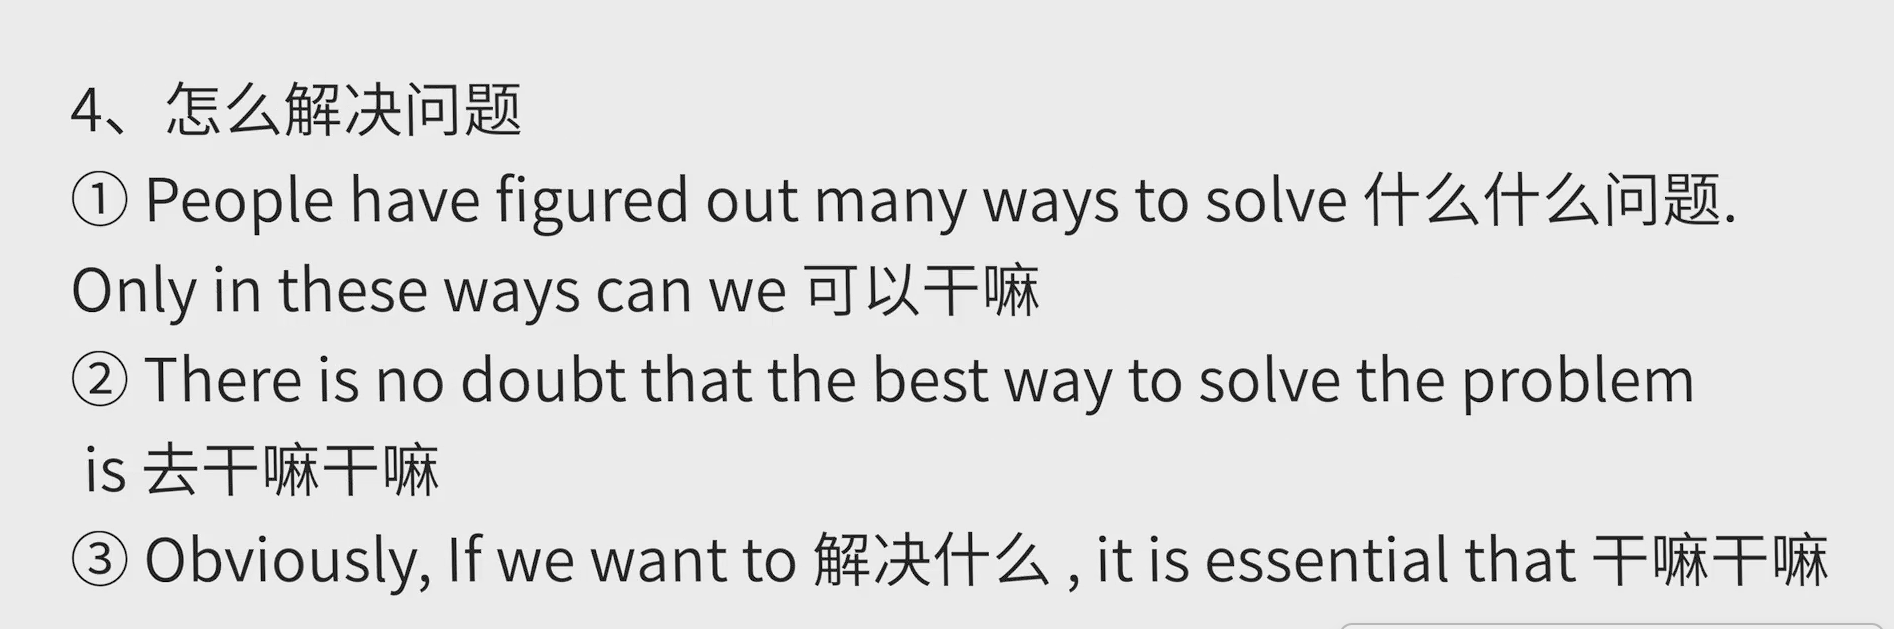 4、怎么解决问题
① People have figured out many ways to solve 什么什么问题.
Only in these ways can we 可以干嘛
② There is no doubt that the best way to solve the problem
is 去干嘛干嘛
③ Obviously, If we want to 解决什么 , it is essential that 干嘛干嘛